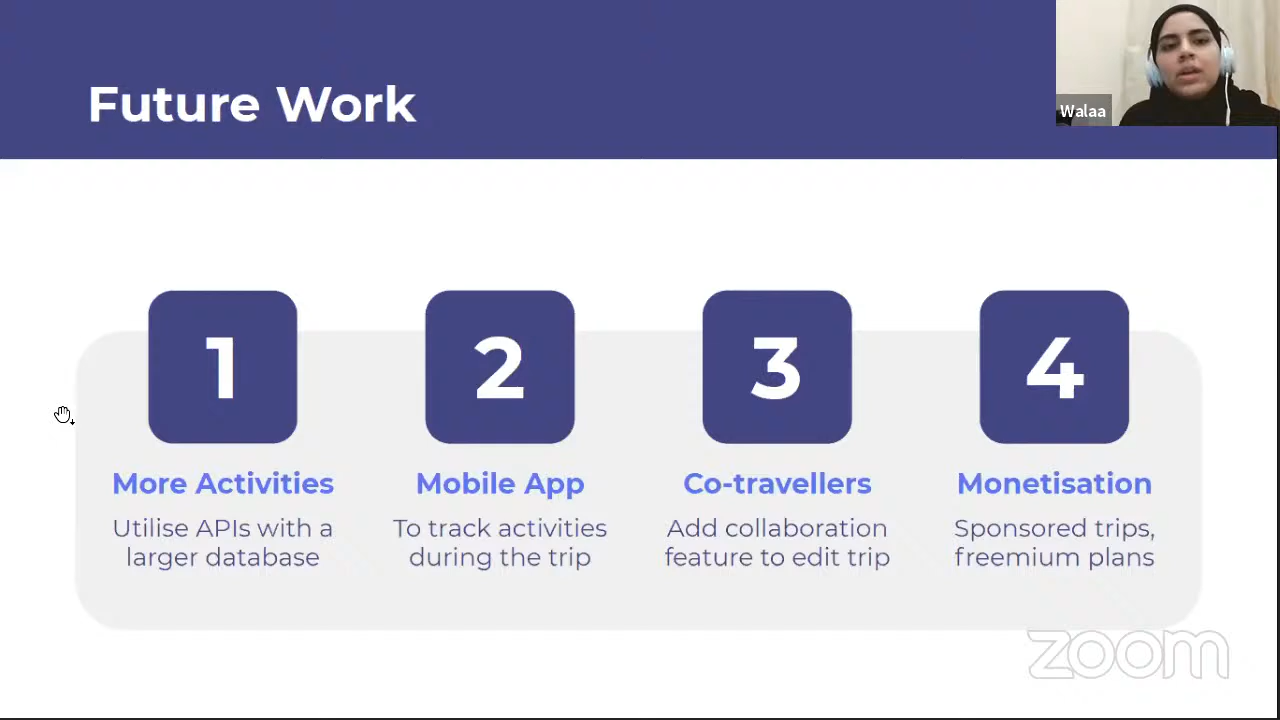 Future Work
Walaa
1
2
3
4
More Activities
Utilise APIs with a
larger database
Mobile App
To track activities
during the trip
Co-travellers
Add collaboration
feature to edit trip
Monetisation
Sponsored trips,
freemium plans
zoom